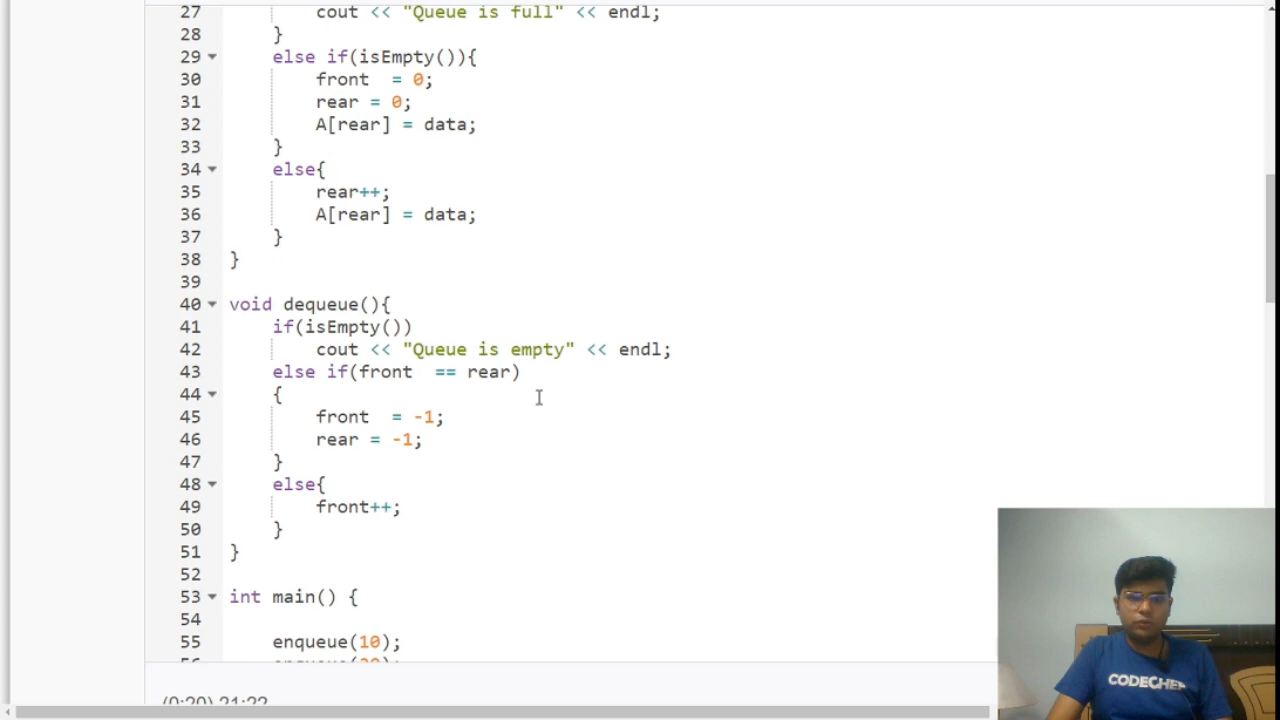 27 cout << "Queue is full" << endl;
28 }
29 else if(isEmpty()){
30 front  = 0;
31 rear = 0;
32 A[rear] = data;
33 }
34 else{
35 rear++;
36 A[rear] = data;
37 }
38 }
39
40 void dequeue(){
41 if(isEmpty())
42 cout << "Queue is empty" << endl;
43 else if(front  == rear)
44 {
45 front  = -1;
46 rear = -1;
47 }
48 else{
49 front++;
50 }
51 }
52
53 int main() {
54
55 enqueue(10);
CODECHEF